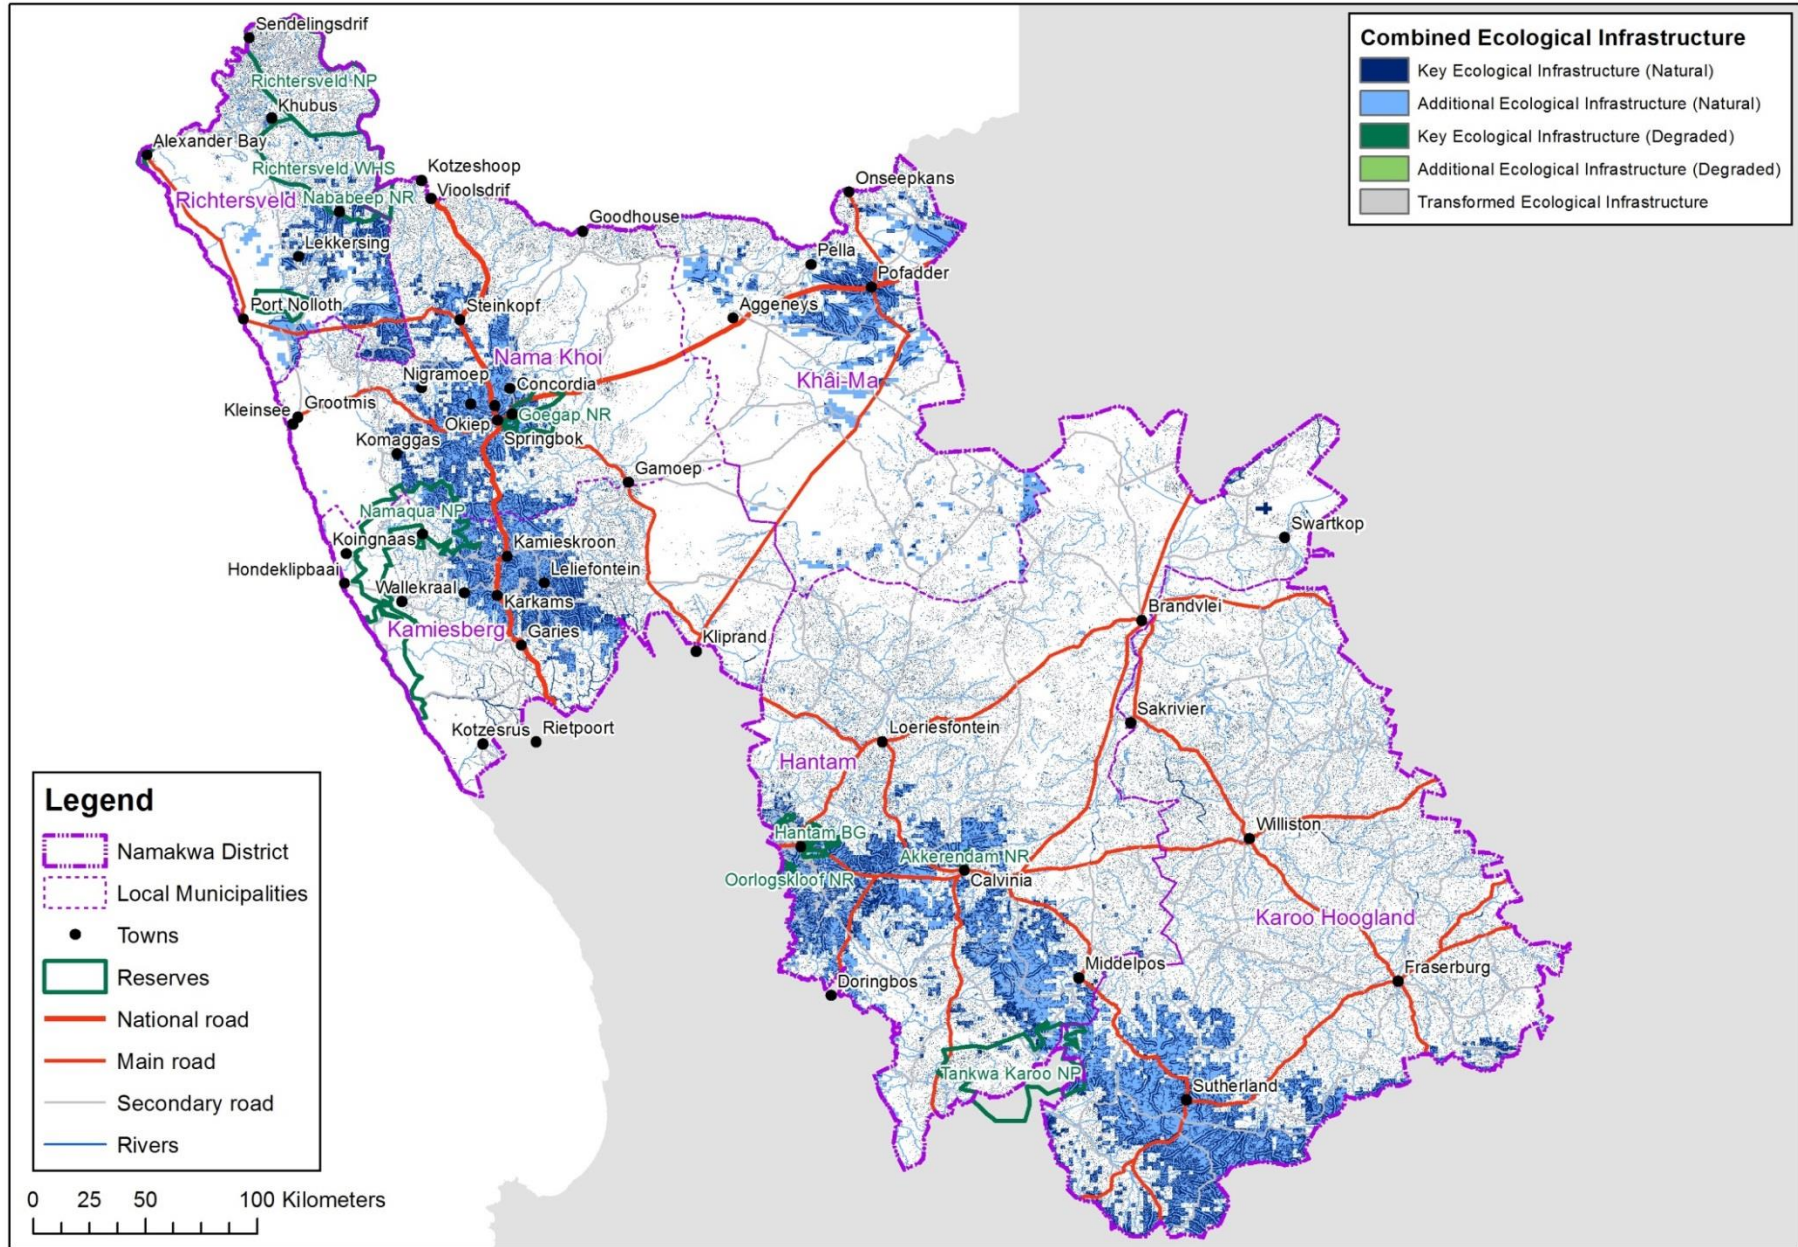 Combined Ecological Infrastructure
Key Ecological Infrastructure (Natural)
Additional Ecological Infrastructure (Natural)
Key Ecological Infrastructure (Degraded)
Additional Ecological Infrastructure (Degraded)
Transformed Ecological Infrastructure
Sendelingsdrif
Richtersveld NP
Khubus
Alexander Bay
Richtersveld WHS
Kotzeshoop
Vioolsdrif
Richtersveld
Nababeep NR
Goodhouse
Onseepkans
Lekkersing
Pella
Pofadder
Port Nolloth
Steinkopf
Aggeneys
Nama Khoi
Nigramoep
Concordia
Khâi-Ma
Kleinsee
Grootmis
Okiep
Goegap NR
Komaggas
Springbok
Gamoep
Namaqua NP
Swartkop
Koingnaas
Kamieskroon
Hondeklipbaai
Leliefontein
Wallekraal
Karkams
Brandvlei
Kamiesberg
Garies
Kliprand
Kotzesrus
Rietpoort
Loeriesfontein
Sakrivier
Hantam
Hantam BG
Williston
Akkerendam NR
Oorlogskloof NR
Calvinia
Karoo Hoogland
Middelpos
Fraserburg
Doringbos
Tankwa Karoo NP
Sutherland
Legend
Namakwa District
Local Municipalities
Towns
Reserves
National road
Main road
Secondary road
Rivers
0 25 50 100 Kilometers